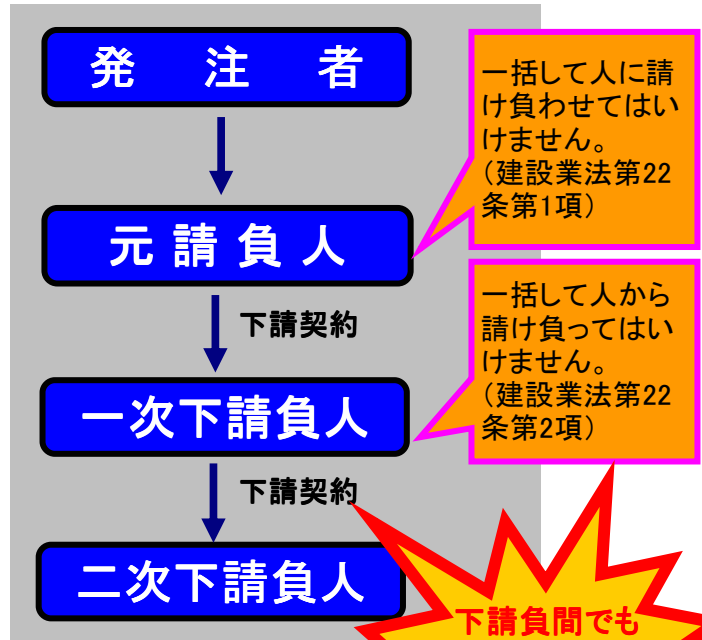 発注者
一括して人に請
け負わせてはい
けません。
（建設業法第22
条第1項）
元請負人
下請契約
一括して人から
請け負ってはい
けません。
（建設業法第22
条第2項）
一次下請負人
下請契約
二次下請負人
下請負間でも